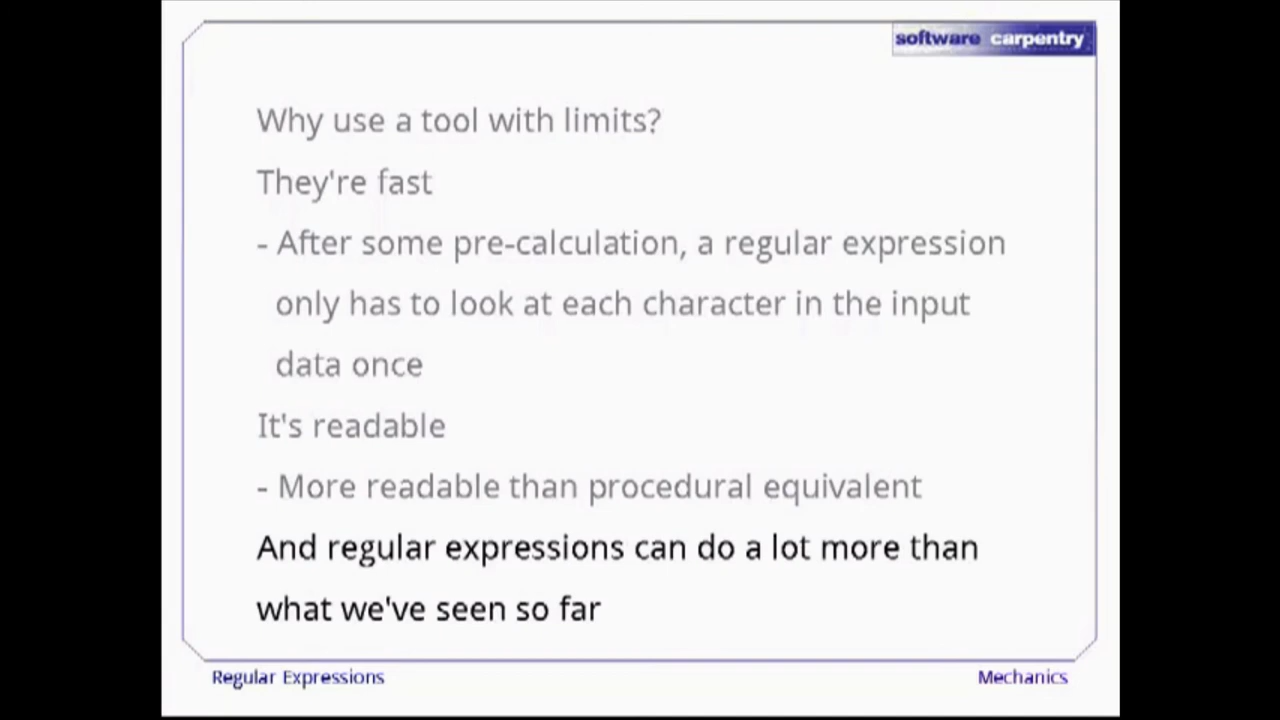 software carpentry
Why use a tool with limits?
They're fast
- After some pre-calculation, a regular expression
only has to look at each character in the input
data once
It's readable
- More readable than procedural equivalent
And regular expressions can do a lot more than
what we've seen so far
Regular Expressions
Mechanics